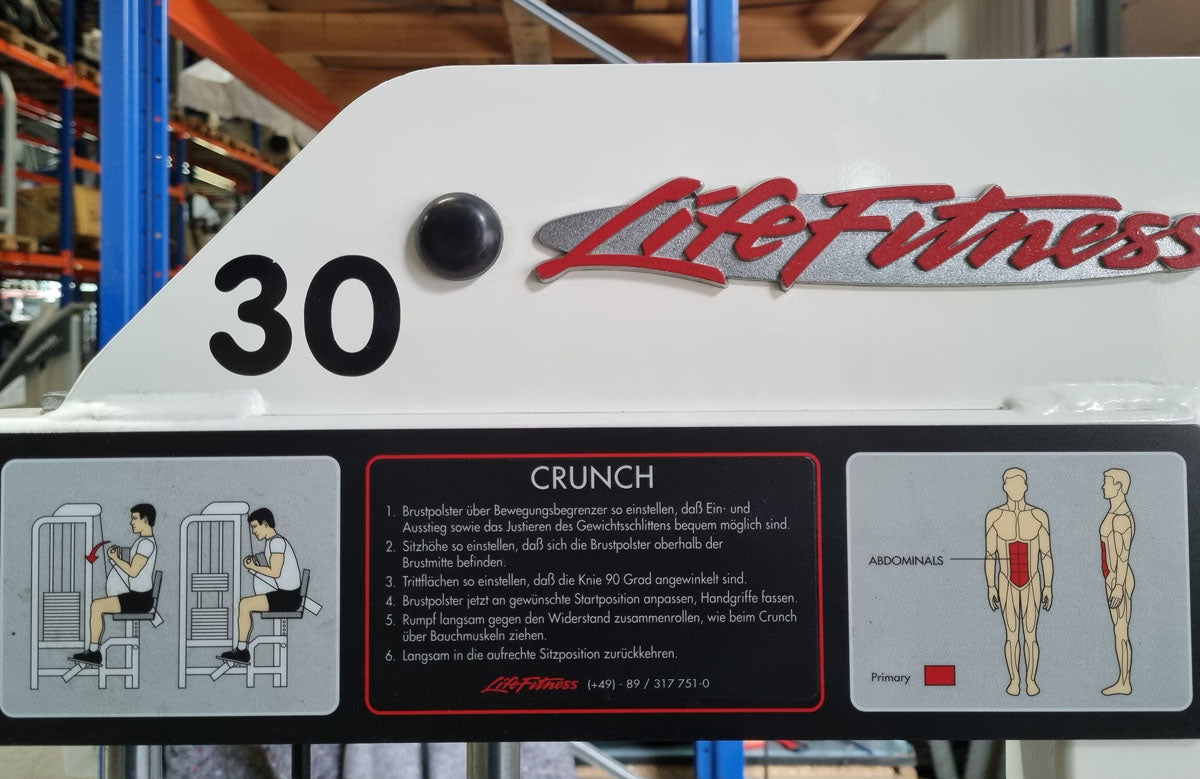 30
LifeFitness
CRUNCH
1. Brustpolster über Bewegungsbegrenzer so einstellen, daß Ein- und
Ausstieg sowie das Justieren des Gewichtsschlittens bequem möglich sind.
2. Sitzhöhe so einstellen, daß sich die Brustpolster oberhalb der
Brustmitte befinden.
3. Trittflächen so einstellen, daß die Knie 90 Grad angewinkelt sind.
4. Brustpolster jetzt an gewünschte Startposition anpassen, Handgriffe fassen.
5. Rumpf langsam gegen den Widerstand zusammenrollen, wie beim Crunch
über Bauchmuskeln ziehen.
6. Langsam in die aufrechte Sitzposition zurückkehren.
LifeFitness (+49) - 89 / 317 751-0
ABDOMINALS
Primary